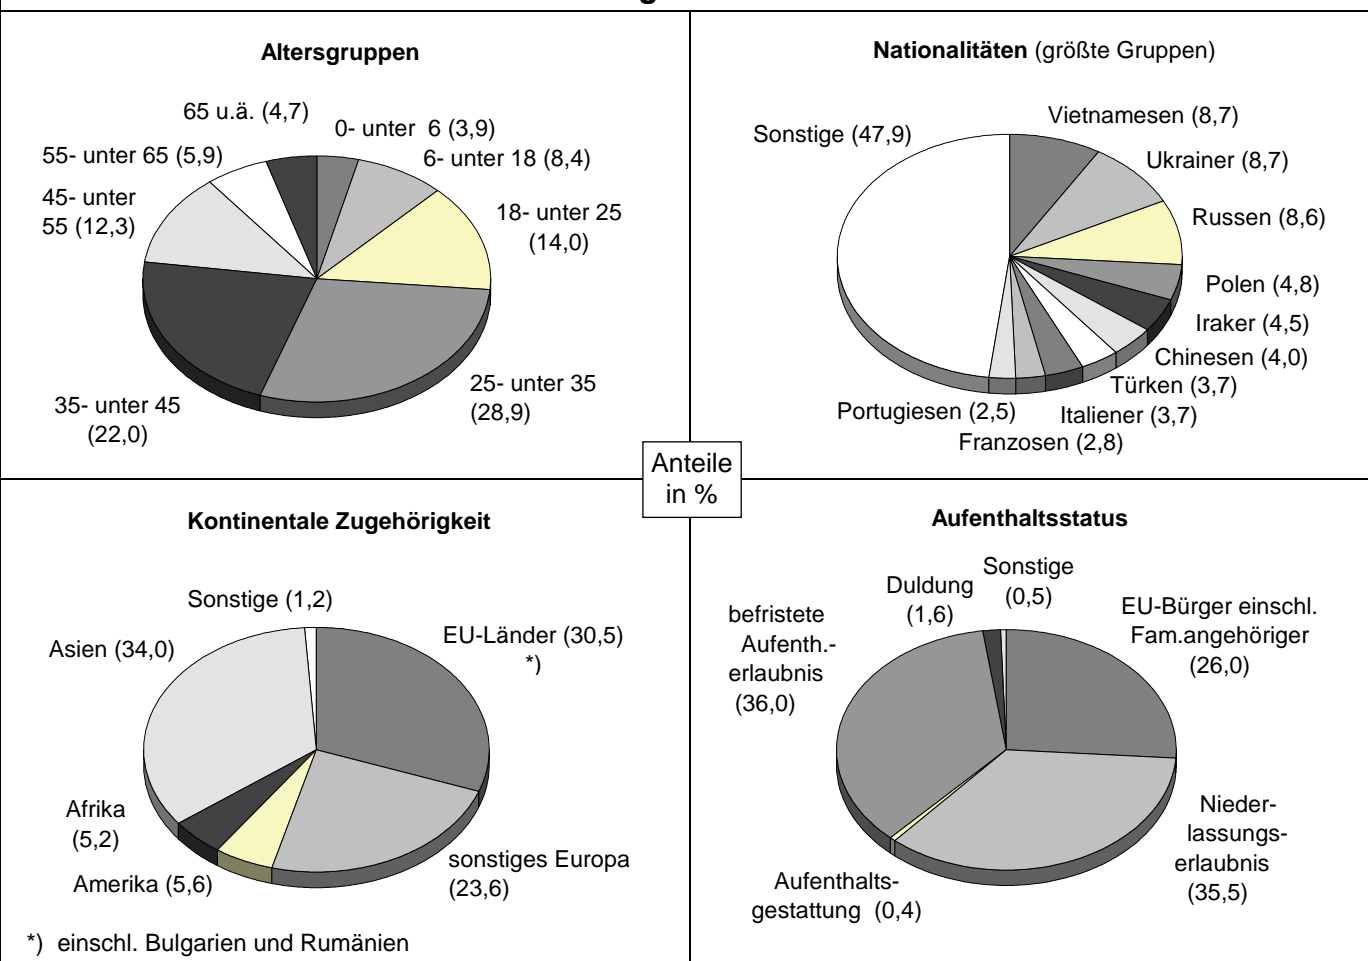 Altersgruppen
65 u.ä. (4,7)
0- unter 6 (3,9)
55- unter 65 (5,9)
6- unter 18 (8,4)
45- unter
55 (12,3)
18- unter 25
(14,0)
25- unter 35
(28,9)
35- unter 45
(22,0)
Nationalitäten (größte Gruppen)
Vietnamesen (8,7)
Sonstige (47,9)
Ukrainer (8,7)
Russen (8,6)
Polen (4,8)
Iraker (4,5)
Chinesen (4,0)
Türken (3,7)
Portugiesen (2,5)
Italiener (3,7)
Franzosen (2,8)
Anteile
in %
Kontinentale Zugehörigkeit
Sonstige (1,2)
EU-Länder (30,5)
*)
Asien (34,0)
Afrika
(5,2)
sonstiges Europa
(23,6)
Amerika (5,6)
*) einschl. Bulgarien und Rumänien
Aufenthaltsstatus
Sonstige
(0,5)
Duldung
(1,6)
EU-Bürger einschl.
Fam.angehöriger
(26,0)
befristete
Aufenth.-
erlaubnis
(36,0)
Nieder-
lassungs-
erlaubnis
(35,5)
Aufenthalts-
gestattung (0,4)